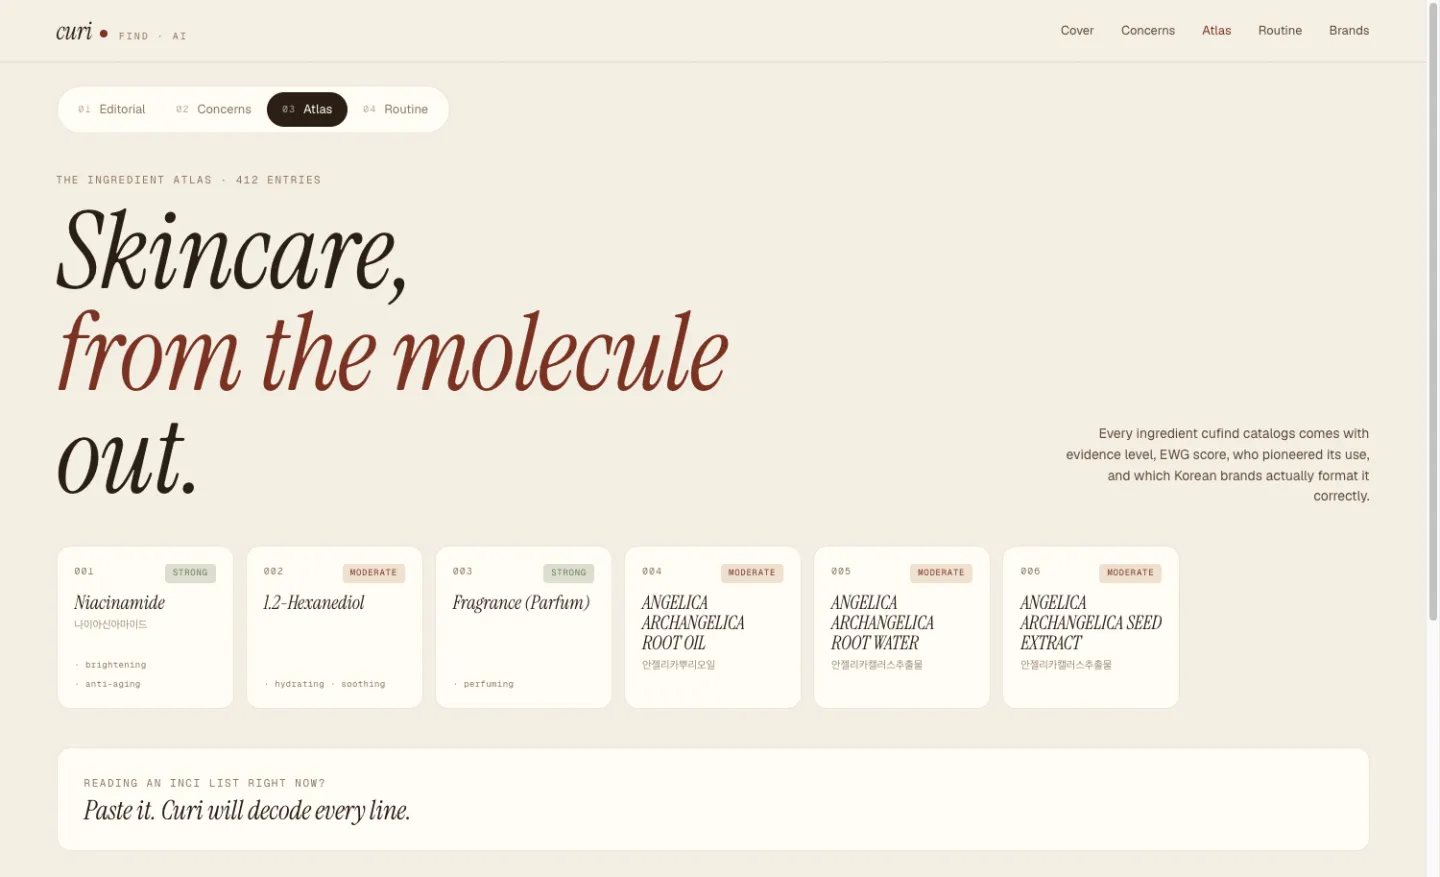 curi
FIND · AI
Cover Concerns Atlas Routine Brands
01 Editorial 02 Concerns 03 Atlas 04 Routine
THE INGREDIENT ATLAS · 412 ENTRIES
Skincare,
from the molecule
out.
Every ingredient cufind catalogs comes with
evidence level, EWG score, who pioneered its use,
and which Korean brands actually format it
correctly.
001 STRONG
Niacinamide
나이아신아마이드
· brightening
· anti-aging
002 MODERATE
1,2-Hexanediol
· hydrating · soothing
003 STRONG
Fragrance (Parfum)
· perfuming
004 MODERATE
ANGELICA
ARCHANGELICA
ROOT OIL
안젤리카뿌리오일
005 MODERATE
ANGELICA
ARCHANGELICA
ROOT WATER
안젤리카캘러스추출물
006 MODERATE
ANGELICA
ARCHANGELICA SEED
EXTRACT
안젤리카캘러스추출물
READING AN INCI LIST RIGHT NOW?
Paste it. Curi will decode every line.